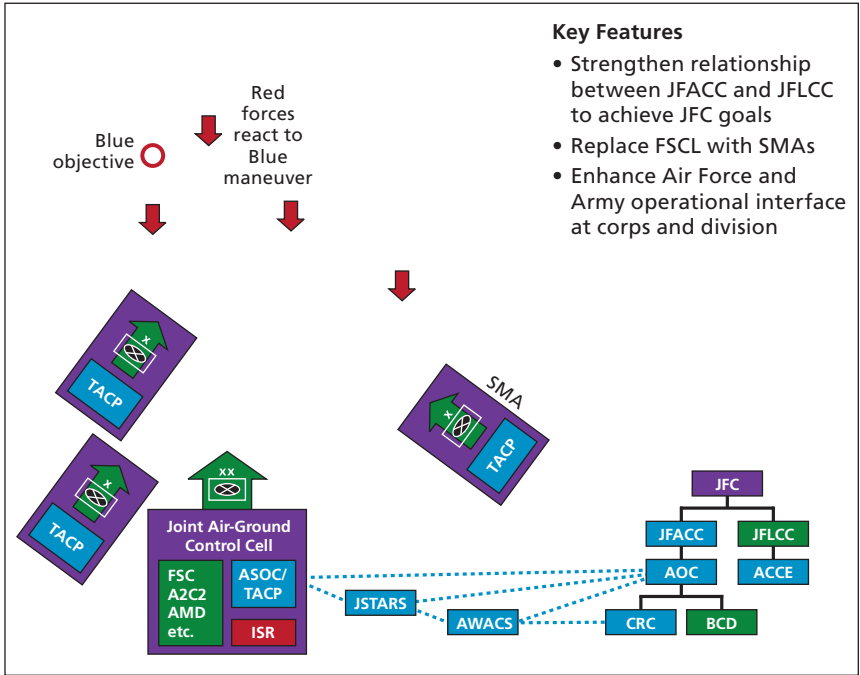 Key Features
• Strengthen relationship
between JFACC and JFLCC
to achieve JFC goals
• Replace FSCL with SMAs
• Enhance Air Force and
Army operational interface
at corps and division
Red
forces
react to
Blue
maneuver
Blue
objective
x
TACP
x
TACP
SMA
x
TACP
xx
Joint Air-Ground
Control Cell
FSC
A2C2
AMD
etc.
ASOC/
TACP
ISR
JSTARS
AWACS
JFC
JFACC
JFLCC
AOC
ACCE
CRC
BCD